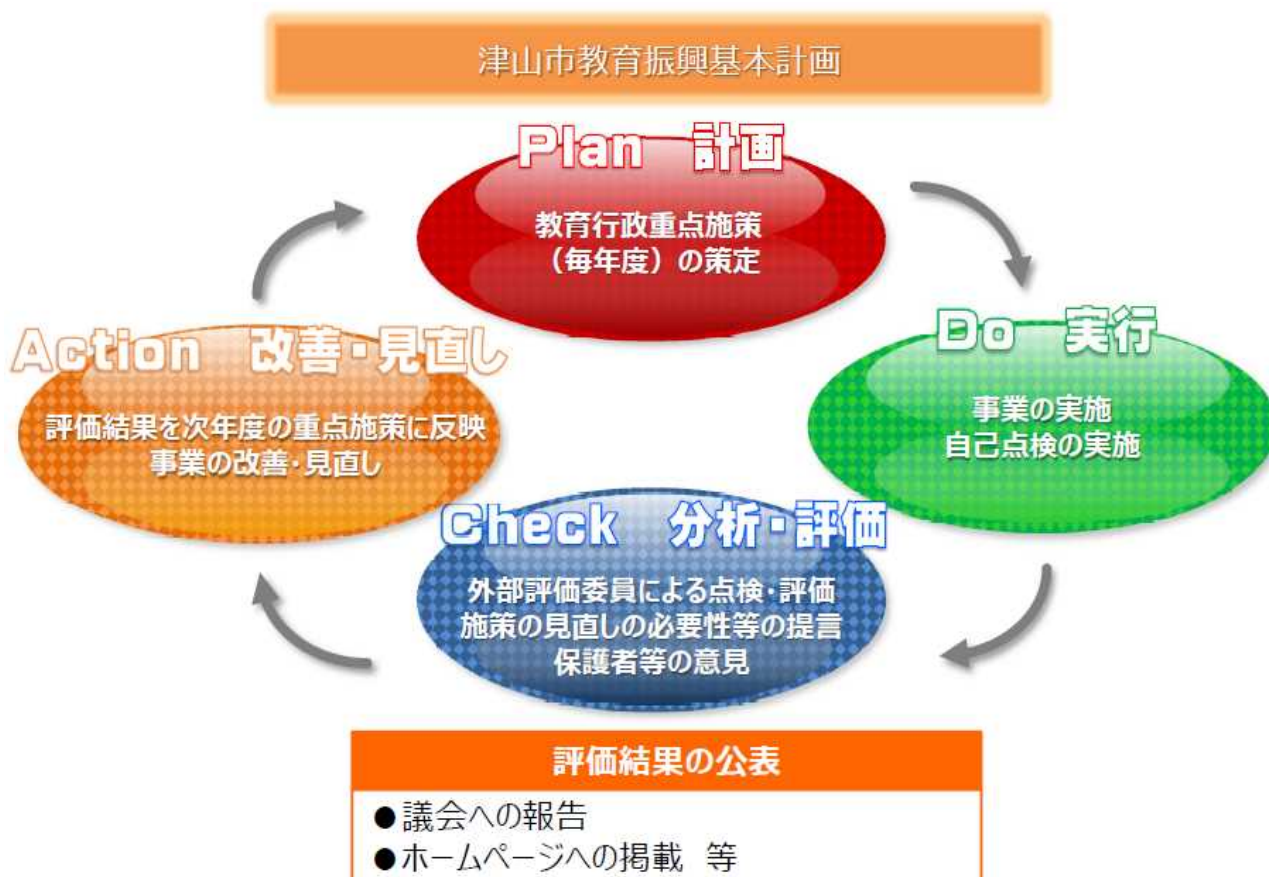 津山市教育振興基本計画
Plan　計画
教育行政重点施策
（毎年度）の策定
Do　実行
事業の実施
自己点検の実施
Check　分析・評価
外部評価委員による点検・評価
施策の見直しの必要性等の提言
保護者等の意見
Action　改善・見直し
評価結果を次年度の重点施策に反映
事業の改善・見直し
評価結果の公表
●議会への報告
●ホームページへの掲載　等